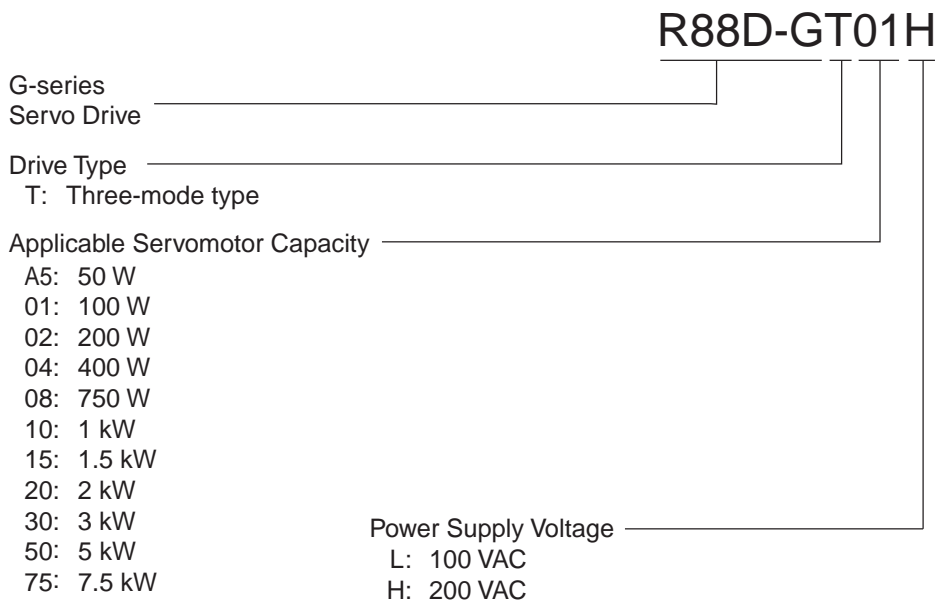 R88D-GT01H
G-series
Servo Drive
Drive Type
T: Three-mode type
Applicable Servomotor Capacity
A5: 50 W
01: 100 W
02: 200 W
04: 400 W
08: 750 W
10: 1 kW
15: 1.5 kW
20: 2 kW
30: 3 kW
50: 5 kW
75: 7.5 kW
Power Supply Voltage
L: 100 VAC
H: 200 VAC